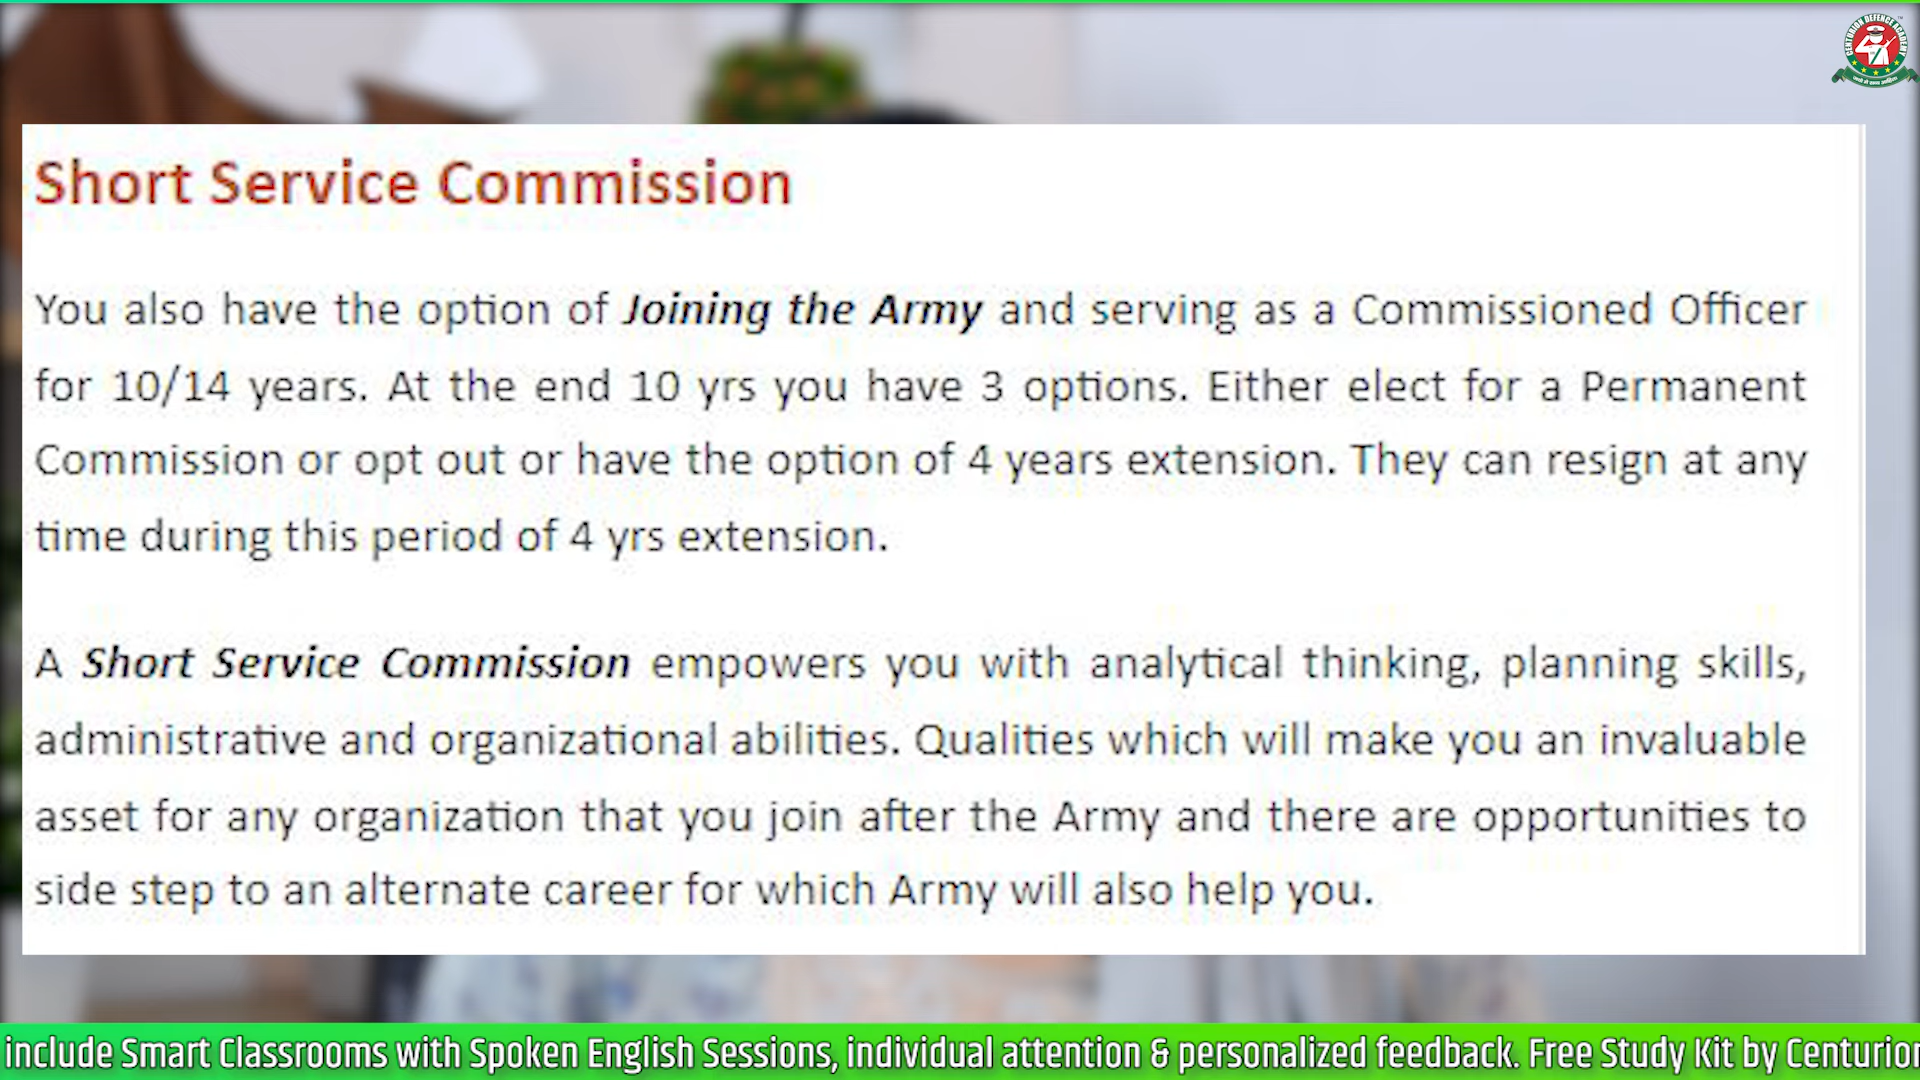 CENTURION DEFENCE ACADEMY
Short Service Commission
You also have the option of Joining the Army and serving as a Commissioned Officer
for 10/14 years. At the end 10 yrs you have 3 options. Either elect for a Permanent
Commission or opt out or have the option of 4 years extension. They can resign at any
time during this period of 4 yrs extension.
A Short Service Commission empowers you with analytical thinking, planning skills,
administrative and organizational abilities. Qualities which will make you an invaluable
asset for any organization that you join after the Army and there are opportunities to
side step to an alternate career for which Army will also help you.
include Smart Classrooms with Spoken English Sessions, individual attention & personalized feedback. Free Study Kit by Centurion